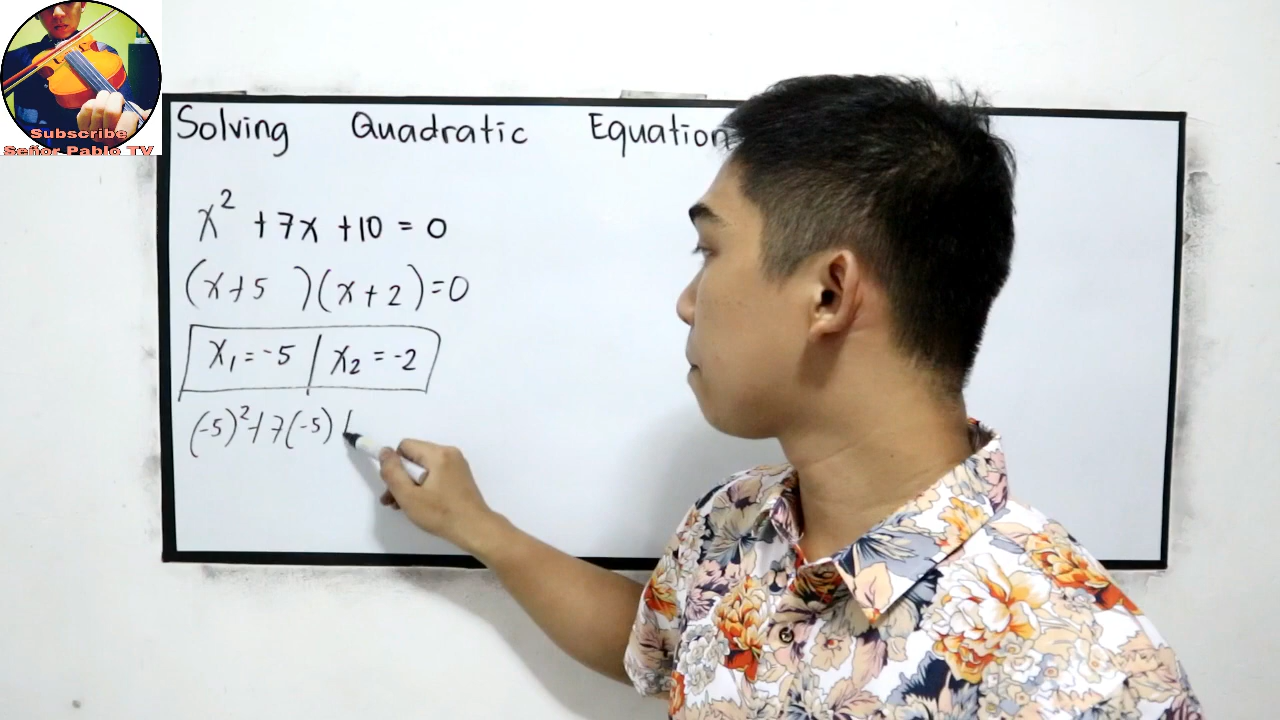 Subscribe
Señor Pablo TV
Solving Quadratic Equation
x² + 7x + 10 = 0
(x+5 )(x+2)=0
x₁ = -5 | x₂ = -2
(-5)² + 7(-5)